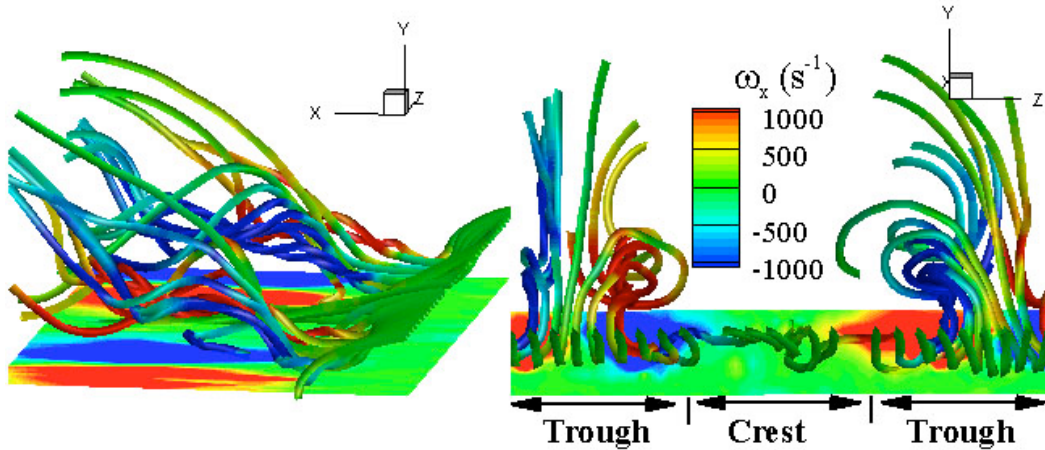 Y
X
Z
ωx (s-1)
1000
500
0
-500
-1000
Y
X
Z
Trough
Crest
Trough